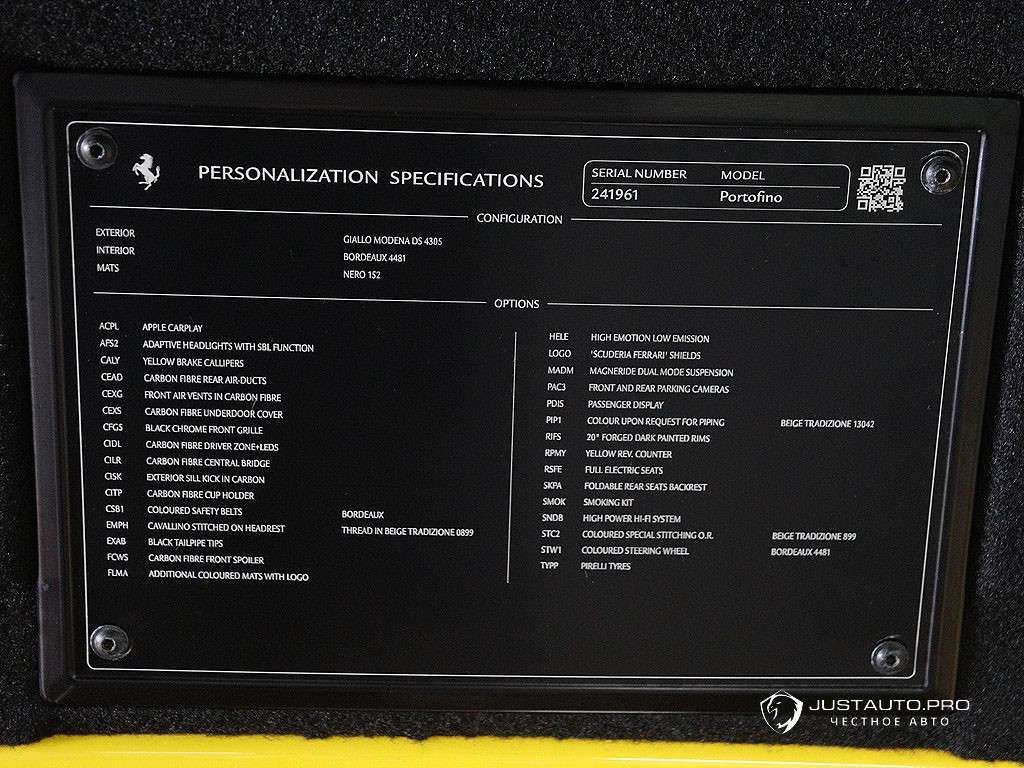 PERSONALIZATION SPECIFICATIONS
SERIAL NUMBER MODEL
241961 Portofino
CONFIGURATION
EXTERIOR GIALLO MODENA DS 4305
INTERIOR BORDEAUX 4481
MATS NERO 152
OPTIONS
ACPL APPLE CARPLAY
AFS2 ADAPTIVE HEADLIGHTS WITH SBL FUNCTION
CALY YELLOW BRAKE CALLIPERS
CEAD CARBON FIBRE REAR AIR-DUCTS
CEXG FRONT AIR VENTS IN CARBON FIBRE
CEXS CARBON FIBRE UNDERDOOR COVER
CFG5 BLACK CHROME FRONT GRILLE
CIDL CARBON FIBRE DRIVER ZONE+LEDS
CILR CARBON FIBRE CENTRAL BRIDGE
CISK EXTERIOR SILL KICK IN CARBON
CITP CARBON FIBRE CUP HOLDER
CSB1 COLOURED SAFETY BELTS BORDEAUX
EMPH CAVALLINO STITCHED ON HEADREST THREAD IN BEIGE TRADIZIONE 0899
EXAB BLACK TAILPIPE TIPS
FCWS CARBON FIBRE FRONT SPOILER
FLMA ADDITIONAL COLOURED MATS WITH LOGO
HELE HIGH EMOTION LOW EMISSION
LOGO 'SCUDERIA FERRARI' SHIELDS
MADM MAGNERIDE DUAL MODE SUSPENSION
PAC3 FRONT AND REAR PARKING CAMERAS
PDIS PASSENGER DISPLAY
PIP1 COLOUR UPON REQUEST FOR PIPING BEIGE TRADIZIONE 13042
RIFS 20" FORGED DARK PAINTED RIMS
RPMY YELLOW REV. COUNTER
RSFE FULL ELECTRIC SEATS
SKPA FOLDABLE REAR SEATS BACKREST
SMOK SMOKING KIT
SNDB HIGH POWER HI-FI SYSTEM
STC2 COLOURED SPECIAL STITCHING O.R. BEIGE TRADIZIONE 899
STW1 COLOURED STEERING WHEEL BORDEAUX 4481
TYPP PIRELLI TYRES
JUSTAUTO.PRO
ЧЕСТНОЕ АВТО